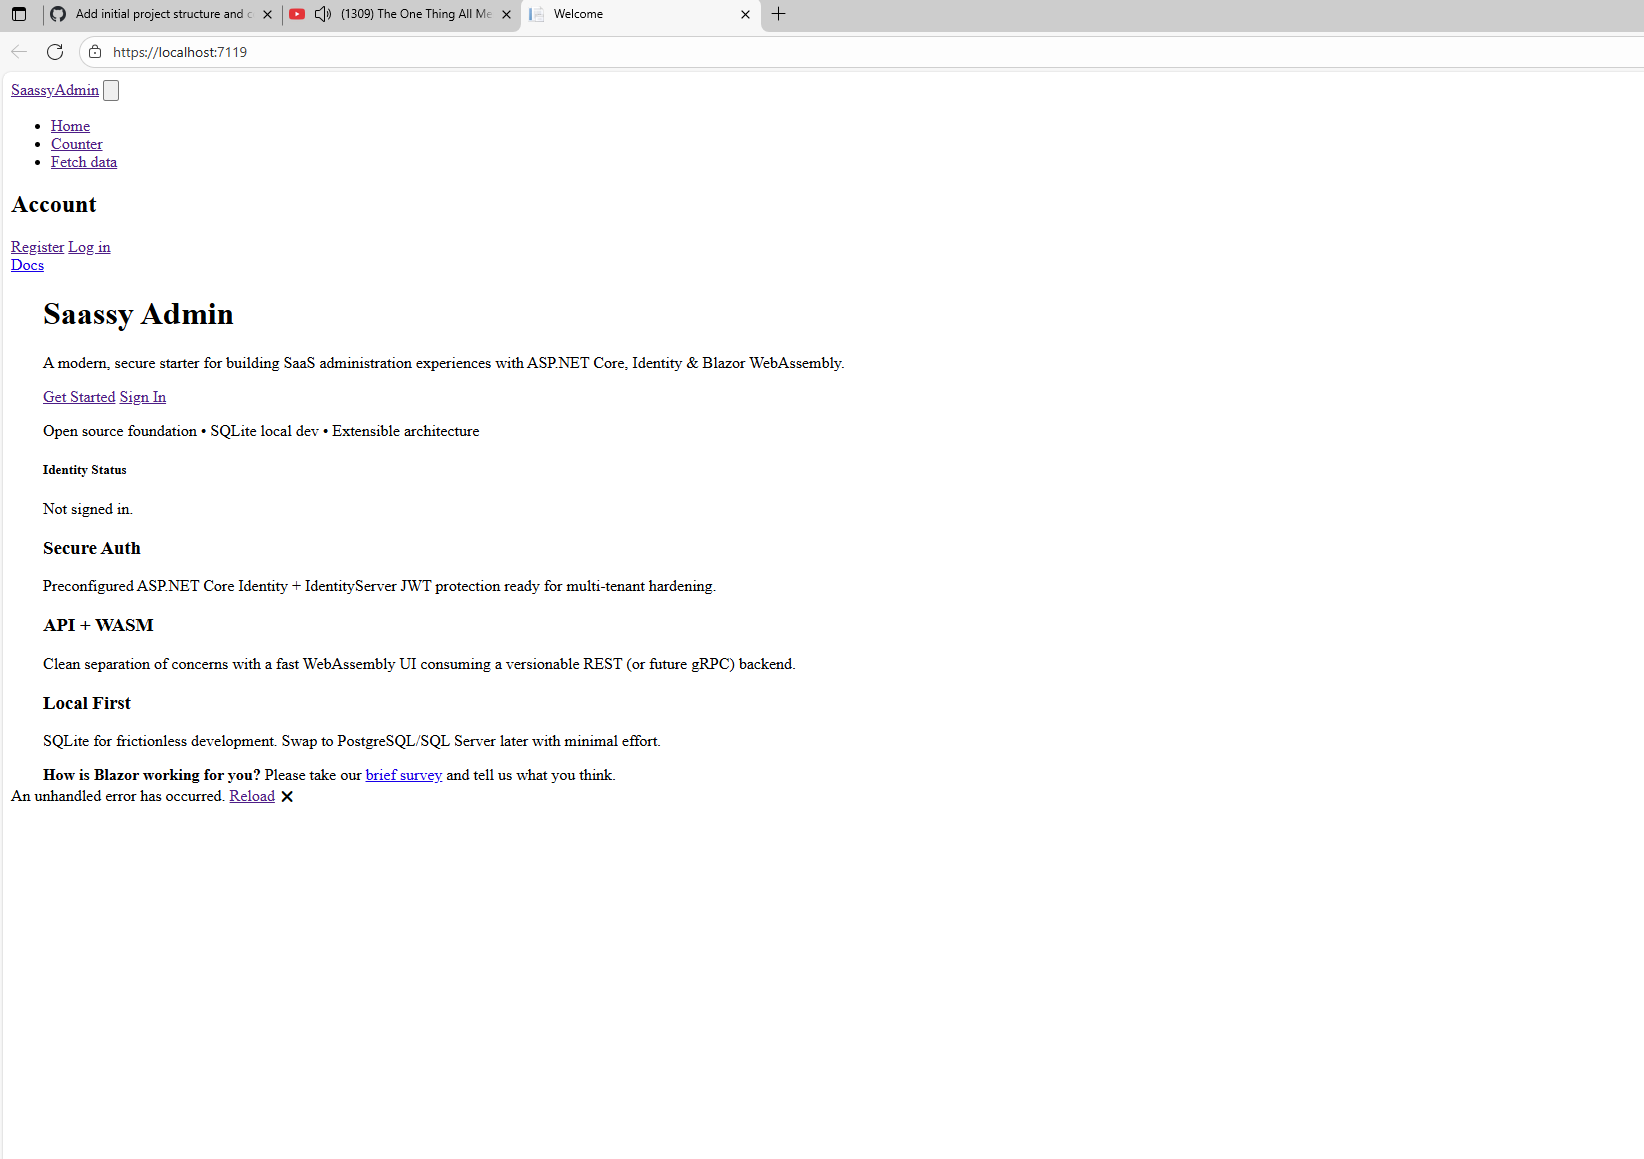 Add initial project structure and c
(1309) The One Thing All Me
Welcome
https://localhost:7119
SaassyAdmin
Home
Counter
Fetch data
Account
Register Log in
Docs
Saassy Admin
A modern, secure starter for building SaaS administration experiences with ASP.NET Core, Identity & Blazor WebAssembly.
Get Started Sign In
Open source foundation • SQLite local dev • Extensible architecture
Identity Status
Not signed in.
Secure Auth
Preconfigured ASP.NET Core Identity + IdentityServer JWT protection ready for multi-tenant hardening.
API + WASM
Clean separation of concerns with a fast WebAssembly UI consuming a versionable REST (or future gRPC) backend.
Local First
SQLite for frictionless development. Swap to PostgreSQL/SQL Server later with minimal effort.
How is Blazor working for you? Please take our brief survey and tell us what you think.
An unhandled error has occurred. Reload